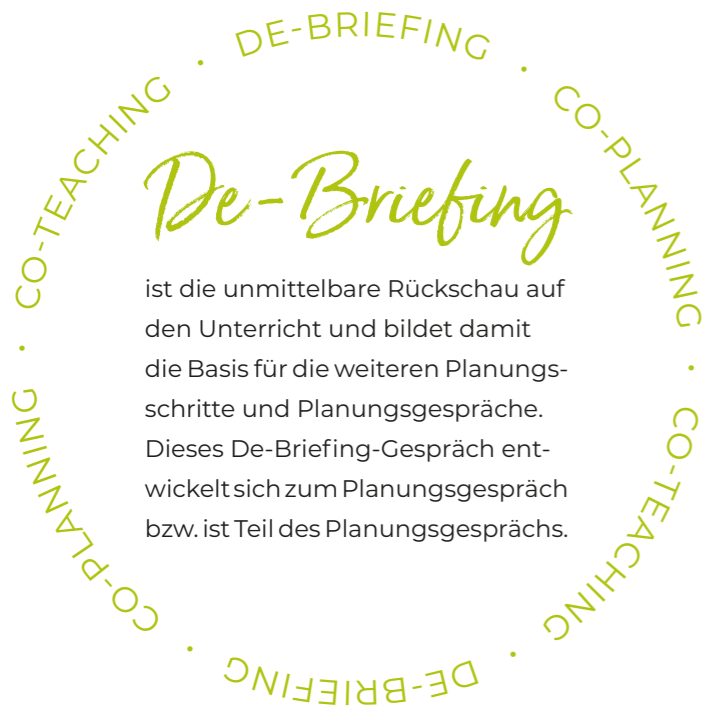 DE-BRIEFING · CO-PLANNING · CO-TEACHING · DE-BRIEFING · CO-PLANNING · CO-TEACHING ·
De-Briefing
ist die unmittelbare Rückschau auf
den Unterricht und bildet damit
die Basis für die weiteren Planungs-
schritte und Planungsgespräche.
Dieses De-Briefing-Gespräch ent-
wickelt sich zum Planungsgespräch
bzw. ist Teil des Planungsgesprächs.